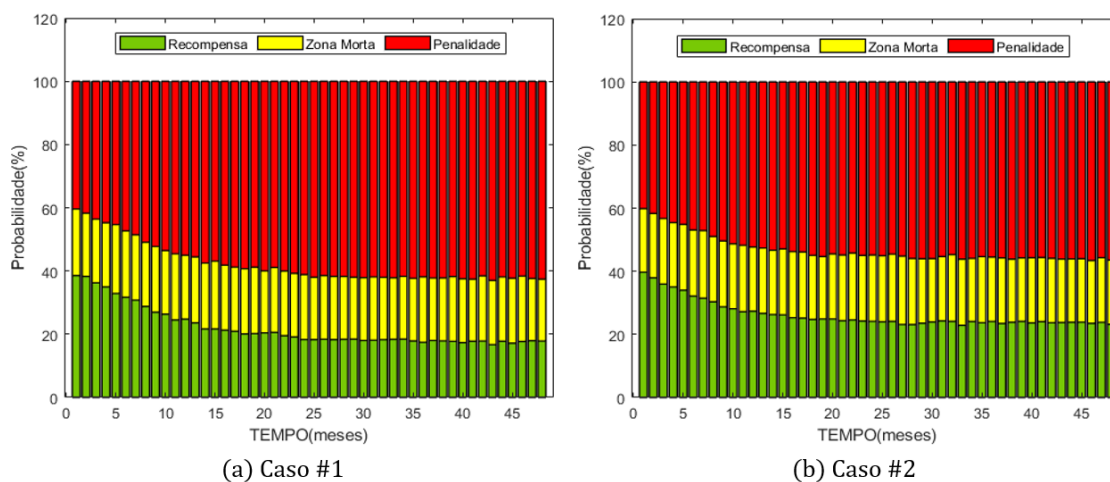 120
100
80
60
40
20
0
Probabilidade(%)
Recompensa Zona Morta Penalidade
0 5 10 15 20 25 30 35 40 45
TEMPO(meses)
(a) Caso #1
120
100
80
60
40
20
0
Probabilidade(%)
Recompensa Zona Morta Penalidade
0 5 10 15 20 25 30 35 40 45
TEMPO(meses)
(b) Caso #2